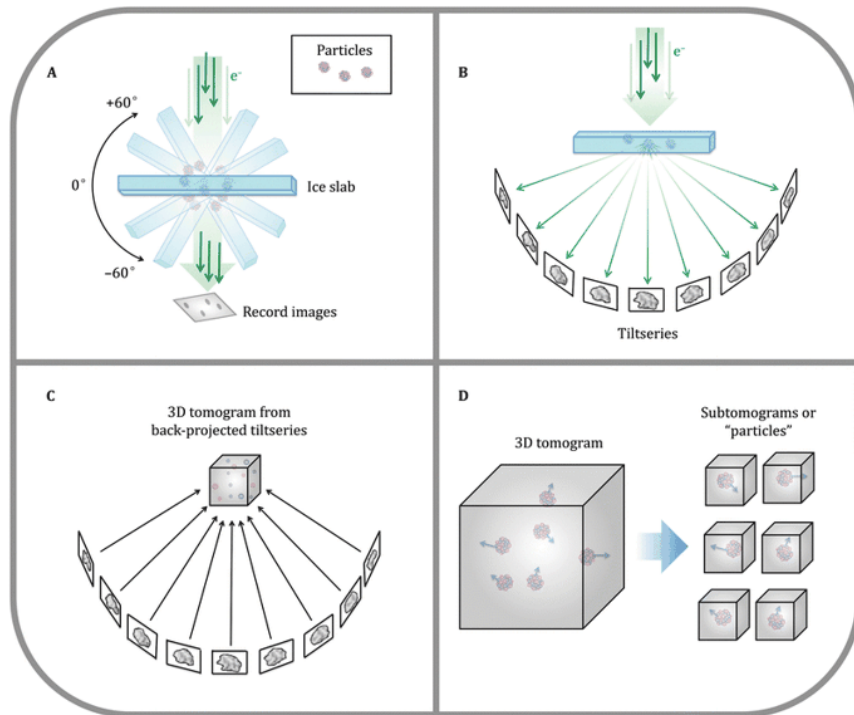 A
Particles
e⁻
+60°
0°
Ice slab
−60°
Record images
B
e⁻
Tiltseries
C
3D tomogram from
back-projected tiltseries
D
Subtomograms or
“particles”
3D tomogram